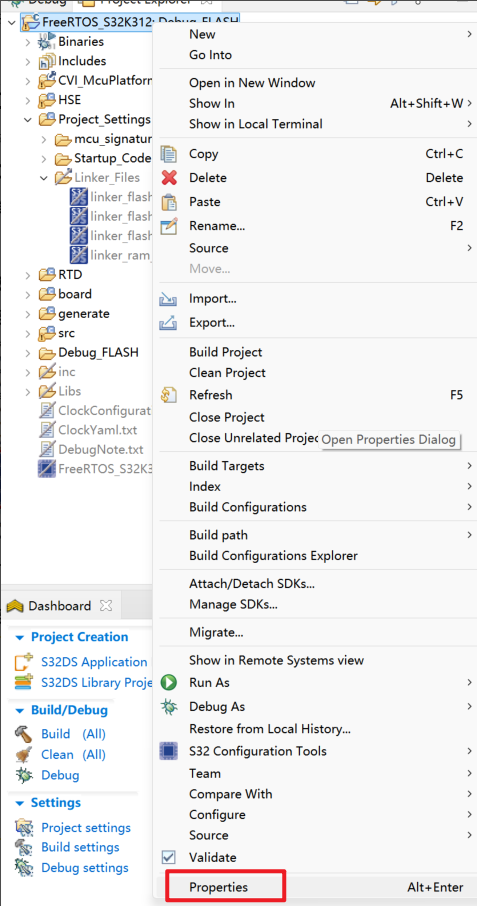 Debug
Project Explorer
FreeRTOS_S32K312: Debug_FLASH
Binaries
Includes
CVI_McuPlatforn
HSE
Project_Settings
mcu_signatur
Startup_Code
Linker_Files
linker_flash
linker_flash
linker_flash
linker_ram_
RTD
board
generate
src
Debug_FLASH
inc
Libs
ClockConfigurat
ClockYaml.txt
DebugNote.txt
FreeRTOS_S32K3
New
Go Into
Open in New Window
Show In Alt+Shift+W
Show in Local Terminal
Copy Ctrl+C
Delete Delete
Paste Ctrl+V
Rename... F2
Source
Move...
Import...
Export...
Build Project
Clean Project
Refresh F5
Close Project
Close Unrelated Projec
Open Properties Dialog
Build Targets
Index
Build Configurations
Build path
Build Configurations Explorer
Attach/Detach SDKs...
Manage SDKs...
Migrate...
Show in Remote Systems view
Run As
Debug As
Restore from Local History...
S32 Configuration Tools
Team
Compare With
Configure
Source
Validate
Properties Alt+Enter
Dashboard
Project Creation
S32DS Application
S32DS Library Proje
Build/Debug
Build (All)
Clean (All)
Debug
Settings
Project settings
Build settings
Debug settings